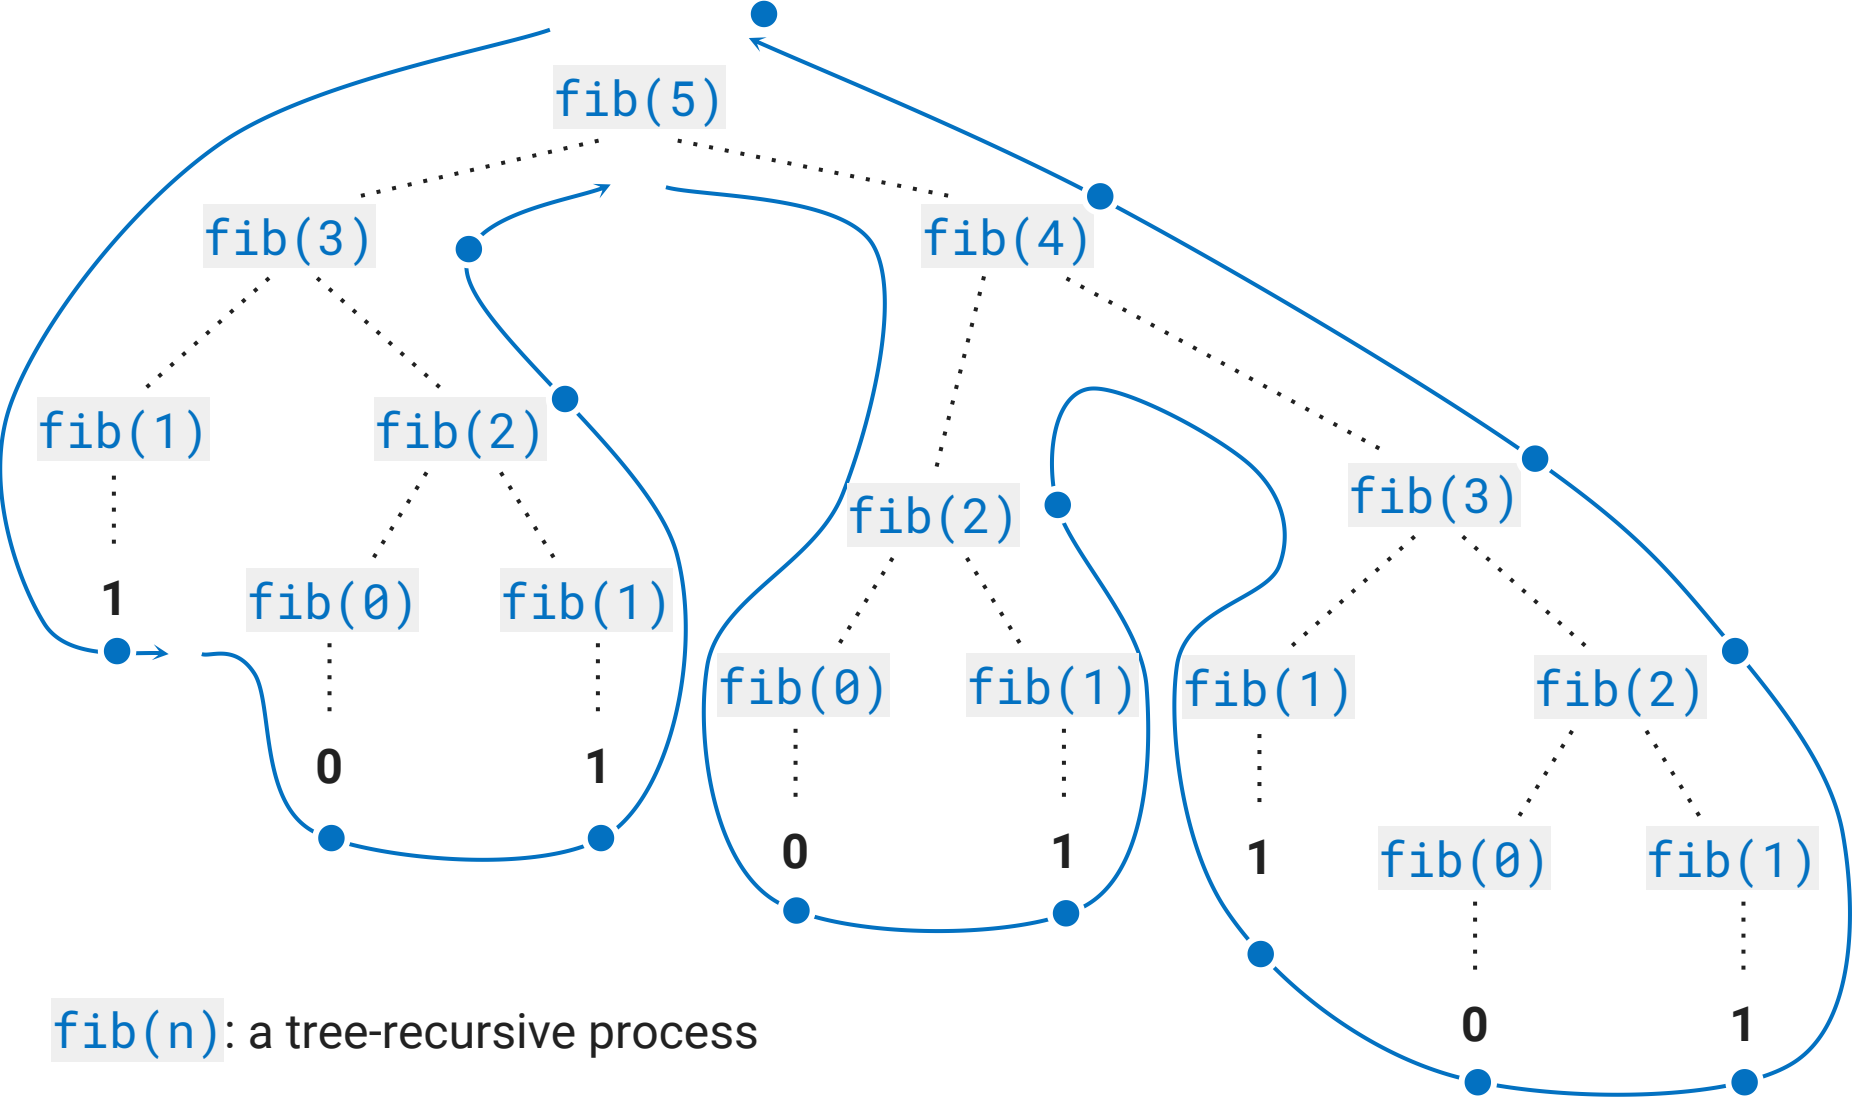 fib(5)
fib(3) fib(4)
fib(1) fib(2) fib(2) fib(3)
1 fib(0) fib(1) fib(0) fib(1) fib(1) fib(2)
0 1 0 1 1 fib(0) fib(1)
0 1
fib(n): a tree-recursive process